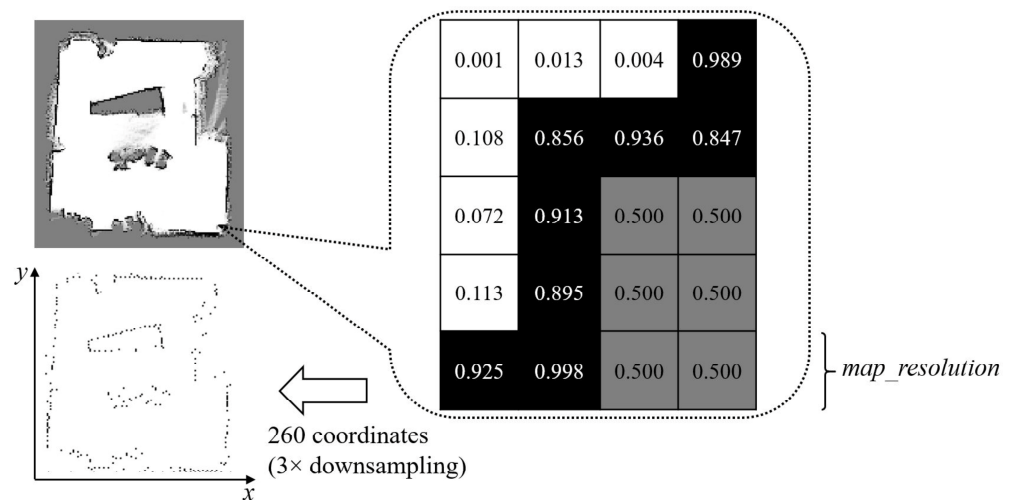 0.001 0.013 0.004 0.989
0.108 0.856 0.936 0.847
0.072 0.913 0.500 0.500
0.113 0.895 0.500 0.500
0.925 0.998 0.500 0.500
map_resolution
y
x
260 coordinates
(3× downsampling)